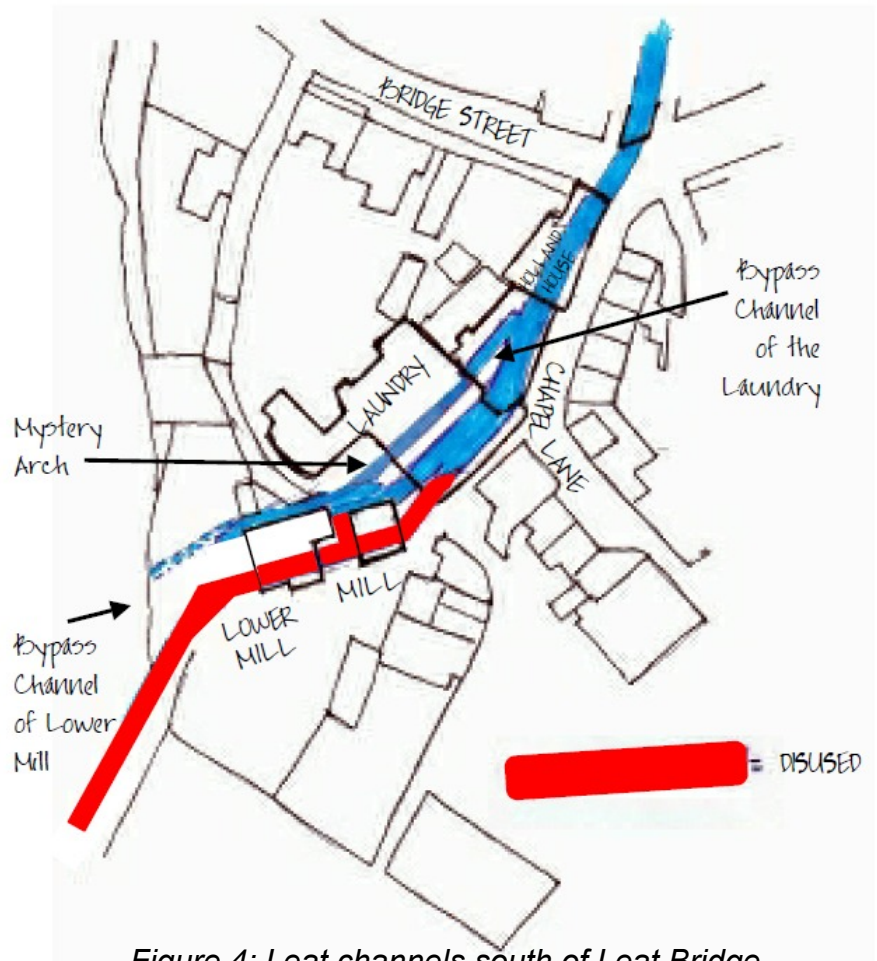 BRIDGE STREET
HOLLAND
HOUSE
Bypass
Channel
of the
Laundry
LAUNDRY
CHAPEL LANE
Mystery
Arch
MILL
LOWER
MILL
Bypass
Channel
of Lower
Mill
= DISUSED
Figure 4: Leat channels south of Leat Bridge